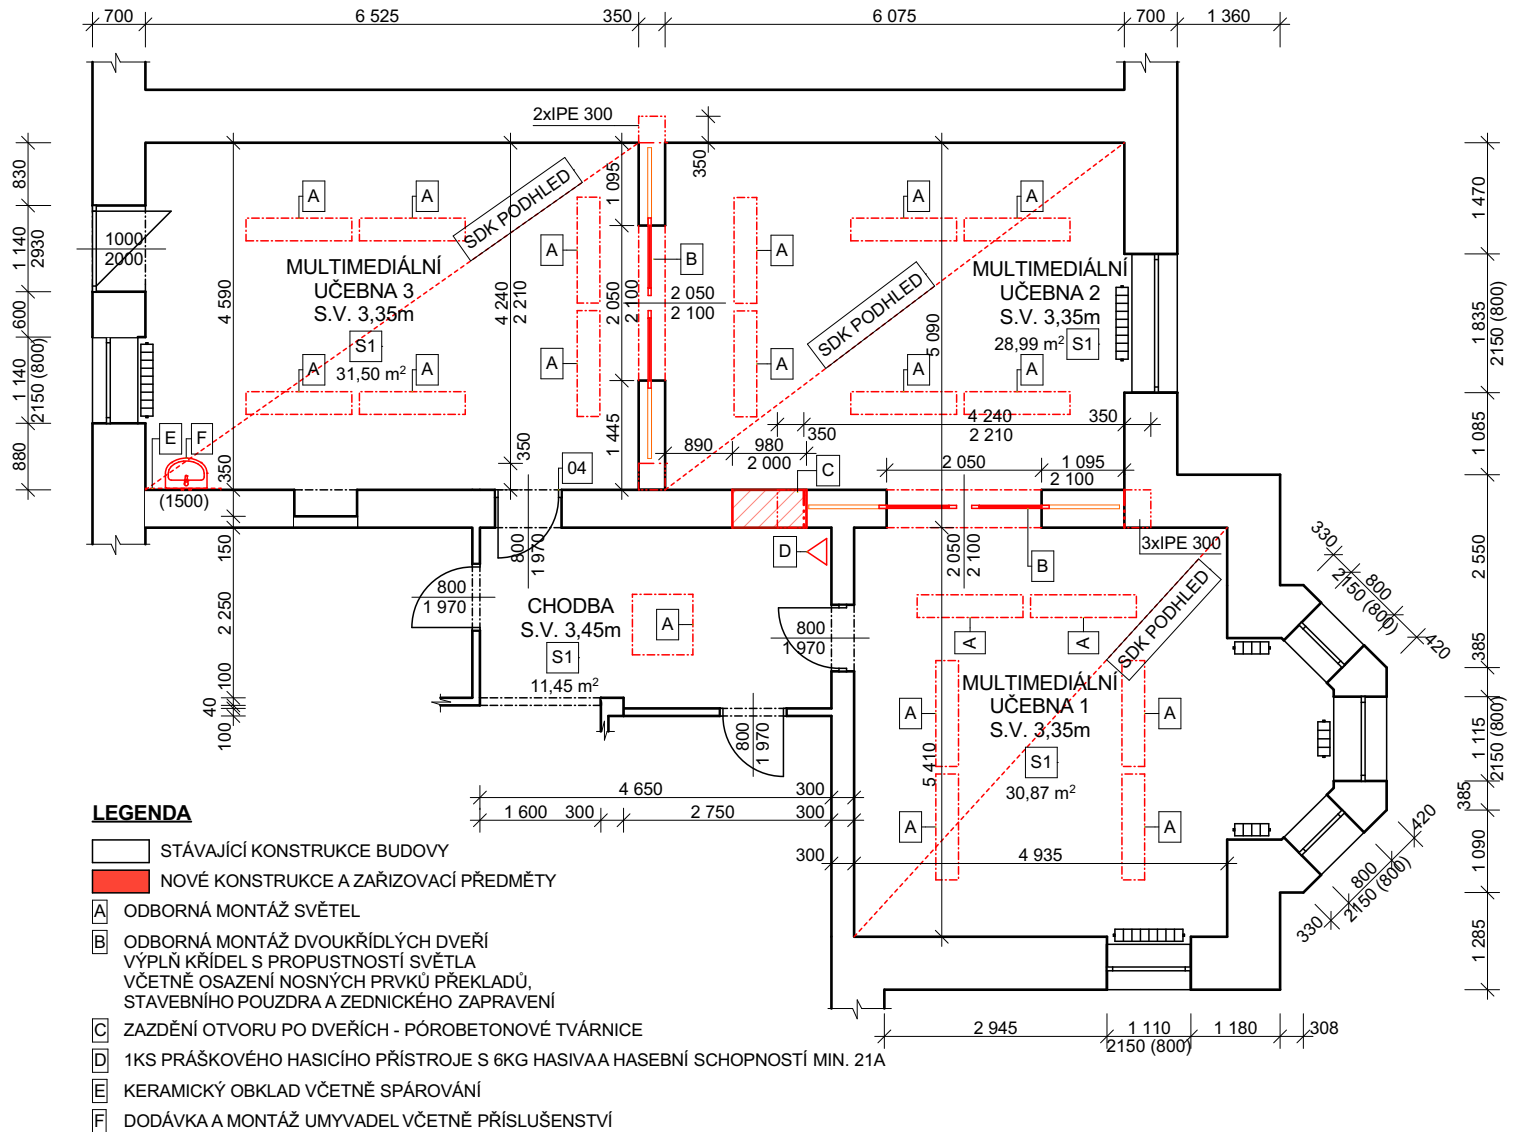 700
6 525
350
6 075
700
1 360
2xIPE 300
350
830
1 140
2930
600
1 140
2150 (800)
880
1000
2000
4 590
4 240
2 210
1 095
2 050
2 100
1 445
350
350
A
A
A
A
SDK PODHLED
MULTIMEDIÁLNÍ
UČEBNA 3
S.V. 3,35m
S1
31,50 m²
A
A
A
A
B
2 050
2 100
A
A
A
A
SDK PODHLED
MULTIMEDIÁLNÍ
UČEBNA 2
S.V. 3,35m
28,99 m²
S1
5 090
A
A
1 470
1 835
2150 (800)
1 085
2 550
385
1 115
2150 (800)
385
1 090
1 285
E
F
(1500)
04
890
980
2 000
350
4 240
2 210
350
C
2 050
1 095
2 100
150
2 250
100
40
100
800
1 970
800
1 970
D
2 050
2 100
B
3xIPE 300
SDK PODHLED
330
800
2150 (800)
420
CHODBA
S.V. 3,45m
S1
11,45 m²
A
800
1 970
A
A
MULTIMEDIÁLNÍ
UČEBNA 1
S.V. 3,35m
S1
30,87 m²
A
A
A
A
5 410
800
1 970
4 650
300
1 600
300
2 750
300
300
4 935
420
800
2150 (800)
330
2 945
1 110
2150 (800)
1 180
308
LEGENDA
STÁVAJÍCÍ KONSTRUKCE BUDOVY
NOVÉ KONSTRUKCE A ZAŘIZOVACÍ PŘEDMĚTY
A ODBORNÁ MONTÁŽ SVĚTEL
B ODBORNÁ MONTÁŽ DVOUKŘÍDLÝCH DVEŘÍ
VÝPLŇ KŘÍDEL S PROPUSTNOSTÍ SVĚTLA
VČETNĚ OSAZENÍ NOSNÝCH PRVKŮ PŘEKLADŮ,
STAVEBNÍHO POUZDRA A ZEDNICKÉHO ZAPRAVENÍ
C ZAZDĚNÍ OTVORU PO DVEŘÍCH - PÓROBETONOVÉ TVÁRNICE
D 1KS PRÁŠKOVÉHO HASICÍHO PŘÍSTROJE S 6KG HASIVA A HASEBNÍ SCHOPNOSTÍ MIN. 21A
E KERAMICKÝ OBKLAD VČETNĚ SPÁROVÁNÍ
F DODÁVKA A MONTÁŽ UMYVADEL VČETNĚ PŘÍSLUŠENSTVÍ